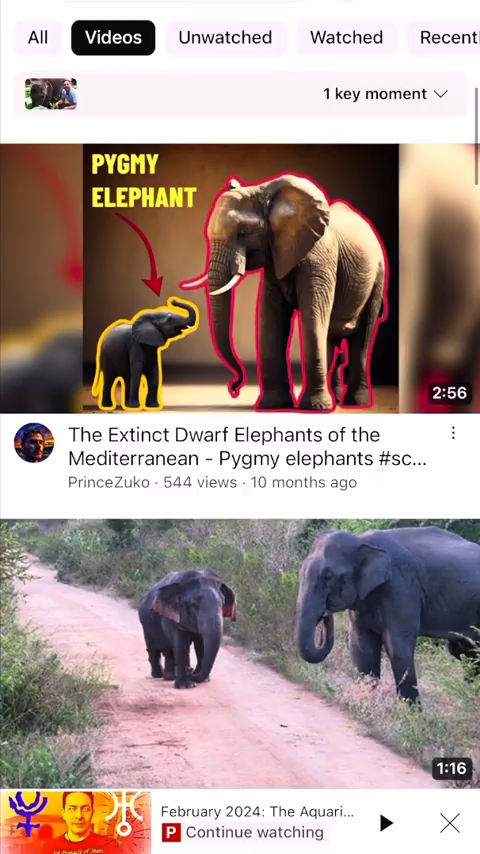 All
Videos
Unwatched
Watched
Recentl
1 key moment
PYGMY
ELEPHANT
2:56
The Extinct Dwarf Elephants of the
Mediterranean - Pygmy elephants #sc...
PrinceZuko · 544 views · 10 months ago
1:16
February 2024: The Aquari...
P Continue watching